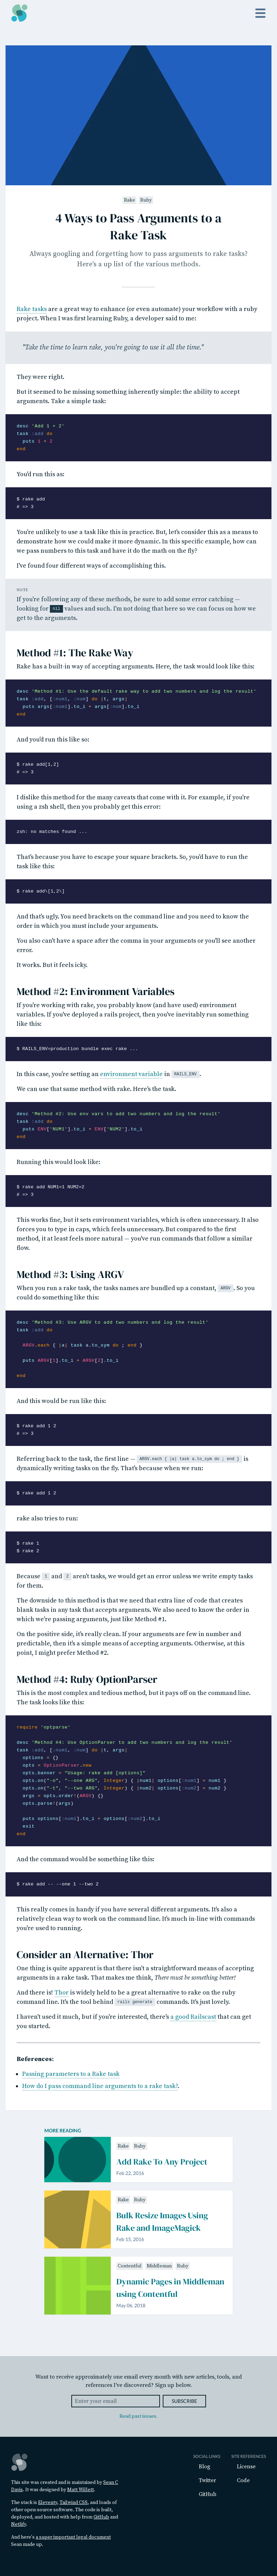 Rake Ruby
4 Ways to Pass Arguments to a
Rake Task
Always googling and forgetting how to pass arguments to rake tasks?
Here's a up list of the various methods.
Rake tasks are a great way to enhance (or even automate) your workflow with a ruby
project. When I was first learning Ruby, a developer said to me:
"Take the time to learn rake, you're going to use it all the time."
They were right.
But it seemed to be missing something inherently simple: the ability to accept
arguments. Take a simple task:
desc 'Add 1 + 2'
task :add do
puts 1 + 2
end
You'd run this as:
$ rake add
# => 3
You're unlikely to use a task like this in practice. But, let's consider this as a means to
demonstrate how we could make it more dynamic. In this specific example, how can
we pass numbers to this task and have it do the math on the fly?
I've found four different ways of accomplishing this.
NOTE
If you're following any of these methods, be sure to add some error catching —
looking for nil values and such. I'm not doing that here so we can focus on how we
get to the arguments.
Method #1: The Rake Way
Rake has a built-in way of accepting arguments. Here, the task would look like this:
desc 'Method #1: Use the default rake way to add two numbers and log the result'
task :add, [:num1, :num] do |t, args|
puts args[:num1].to_i + args[:num].to_i
end
And you'd run this like so:
$ rake add[1,2]
# => 3
I dislike this method for the many caveats that come with it. For example, if you're
using a zsh shell, then you probably get this error:
zsh: no matches found ...
That's because you have to escape your square brackets. So, you'd have to run the
task like this:
$ rake add\[1,2\]
And that's ugly. You need brackets on the command line and you need to know the
order in which you must include your arguments.
You also can't have a space after the comma in your arguments or you'll see another
error.
It works. But it feels icky.
Method #2: Environment Variables
If you're working with rake, you probably know (and have used) environment
variables. If you've deployed a rails project, then you've inevitably run something
like this:
$ RAILS_ENV=production bundle exec rake ...
In this case, you're setting an environment variable in RAILS_ENV.
We can use that same method with rake. Here's the task.
desc 'Method #2: Use env vars to add two numbers and log the result'
task :add do
puts ENV['NUM1'].to_i + ENV['NUM2'].to_i
end
Running this would look like:
$ rake add NUM1=1 NUM2=2
# => 3
This works fine, but it sets environment variables, which is often unnecessary. It also
forces you to type in caps, which feels unnecessary. But compared to the first
method, it at least feels more natural — you've run commands that follow a similar
flow.
Method #3: Using ARGV
When you run a rake task, the tasks names are bundled up a constant, ARGV. So you
could do something like this:
desc 'Method #3: Use ARGV to add two numbers and log the result'
task :add do
ARGV.each { |a| task a.to_sym do ; end }
puts ARGV[1].to_i + ARGV[2].to_i
end
And this would be run like this:
$ rake add 1 2
# => 3
Referring back to the task, the first line — ARGV.each { |a| task a.to_sym do ; end } is
dynamically writing tasks on the fly. That's because when we run:
$ rake add 1 2
rake also tries to run:
$ rake 1
$ rake 2
Because 1 and 2 aren't tasks, we would get an error unless we write empty tasks
for them.
The downside to this method is that we need that extra line of code that creates
blank tasks in any task that accepts arguments. We also need to know the order in
which we're passing arguments, just like Method #1.
On the positive side, it's really clean. If your arguments are few in number and
predictable, then it's a simple means of accepting arguments. Otherwise, at this
point, I might prefer Method #2.
Method #4: Ruby OptionParser
This is the most complex and tedious method, but it pays off on the command line.
The task looks like this:
require 'optparse'
desc 'Method #4: Use OptionParser to add two numbers and log the result'
task :add, [:num1, :num] do |t, args|
options = {}
opts = OptionParser.new
opts.banner = "Usage: rake add [options]"
opts.on("-o", "--one ARG", Integer) { |num1| options[:num1] = num1 }
opts.on("-t", "--two ARG", Integer) { |num2| options[:num2] = num2 }
args = opts.order!(ARGV) {}
opts.parse!(args)
puts options[:num1].to_i + options[:num2].to_i
exit
end
And the command would be something like this:
$ rake add -- --one 1 --two 2
This really comes in handy if you have several different arguments. It's also a
relatively clean way to work on the command line. It's much in-line with commands
you're used to running.
Consider an Alternative: Thor
One thing is quite apparent is that there isn't a straightforward means of accepting
arguments in a rake task. That makes me think, There must be something better!
And there is! Thor is widely held to be a great alternative to rake on the ruby
command line. It's the tool behind rails generate commands. It's just lovely.
I haven't used it much, but if you're interested, there's a good Railscast that can get
you started.
References:
Passing parameters to a Rake task
How do I pass command line arguments to a rake task?.
MORE READING
Rake Ruby
Add Rake To Any Project
Feb 22, 2016
Rake Ruby
Bulk Resize Images Using
Rake and ImageMagick
Feb 15, 2016
Contentful Middleman Ruby
Dynamic Pages in Middleman
using Contentful
May 06, 2018
Want to receive approximately one email every month with new articles, tools, and
references I've discovered? Sign up below.
Enter your email SUBSCRIBE
Read past issues.
This site was created and is maintained by Sean C
Davis. It was designed by Matt Willett.
The stack is Eleventy, Tailwind CSS, and loads of
other open source software. The code is built,
deployed, and hosted with help from GitHub and
Netlify.
And here's a super important legal document
Sean made up.
SOCIAL LINKS
Blog
Twitter
GitHub
SITE REFERENCES
License
Code